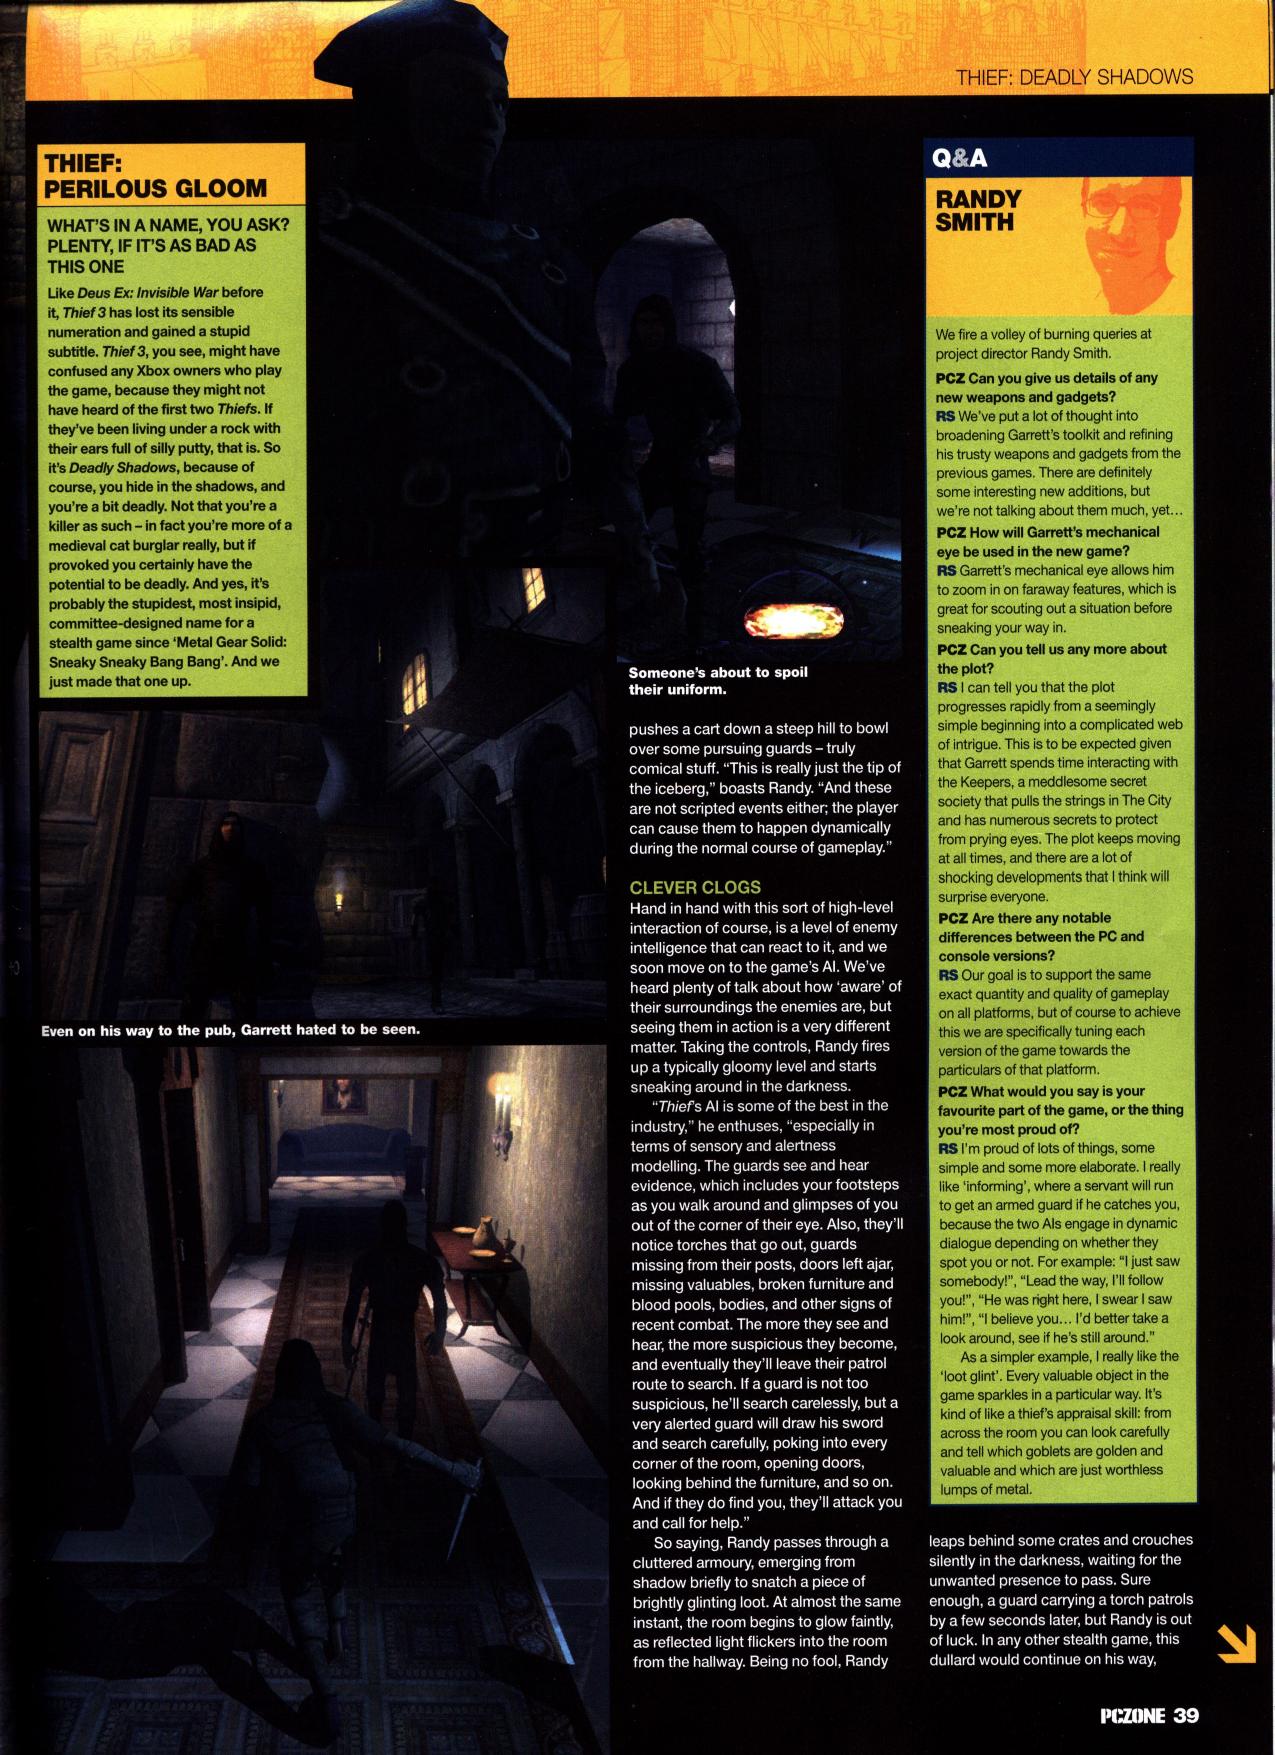 THIEF: DEADLY SHADOWS
THIEF:
PERILOUS GLOOM
WHAT'S IN A NAME, YOU ASK?
PLENTY, IF IT'S AS BAD AS
THIS ONE
Like Deus Ex: Invisible War before
it, Thief 3 has lost its sensible
numeration and gained a stupid
subtitle. Thief 3, you see, might have
confused any Xbox owners who play
the game, because they might not
have heard of the first two Thiefs. If
they've been living under a rock with
their ears full of silly putty, that is. So
it's Deadly Shadows, because of
course, you hide in the shadows, and
you're a bit deadly. Not that you're a
killer as such – in fact you're more of a
medieval cat burglar really, but if
provoked you certainly have the
potential to be deadly. And yes, it's
probably the stupidest, most insipid,
committee-designed name for a
stealth game since 'Metal Gear Solid:
Sneaky Sneaky Bang Bang'. And we
just made that one up.
Even on his way to the pub, Garrett hated to be seen.
Someone's about to spoil
their uniform.
pushes a cart down a steep hill to bowl
over some pursuing guards – truly
comical stuff. “This is really just the tip of
the iceberg,” boasts Randy. “And these
are not scripted events either; the player
can cause them to happen dynamically
during the normal course of gameplay.”
CLEVER CLOGS
Hand in hand with this sort of high-level
interaction of course, is a level of enemy
intelligence that can react to it, and we
soon move on to the game's AI. We've
heard plenty of talk about how 'aware' of
their surroundings the enemies are, but
seeing them in action is a very different
matter. Taking the controls, Randy fires
up a typically gloomy level and starts
sneaking around in the darkness.
“Thief's AI is some of the best in the
industry,” he enthuses, “especially in
terms of sensory and alertness
modelling. The guards see and hear
evidence, which includes your footsteps
as you walk around and glimpses of you
out of the corner of their eye. Also, they'll
notice torches that go out, guards
missing from their posts, doors left ajar,
missing valuables, broken furniture and
blood pools, bodies, and other signs of
recent combat. The more they see and
hear, the more suspicious they become,
and eventually they'll leave their patrol
route to search. If a guard is not too
suspicious, he'll search carelessly, but a
very alerted guard will draw his sword
and search carefully, poking into every
corner of the room, opening doors,
looking behind the furniture, and so on.
And if they do find you, they'll attack you
and call for help.”
So saying, Randy passes through a
cluttered armoury, emerging from
shadow briefly to snatch a piece of
brightly glinting loot. At almost the same
instant, the room begins to glow faintly,
as reflected light flickers into the room
from the hallway. Being no fool, Randy
Q&A
RANDY
SMITH
We fire a volley of burning queries at
project director Randy Smith.
PCZ Can you give us details of any
new weapons and gadgets?
RS We've put a lot of thought into
broadening Garrett's toolkit and refining
his trusty weapons and gadgets from the
previous games. There are definitely
some interesting new additions, but
we're not talking about them much, yet...
PCZ How will Garrett's mechanical
eye be used in the new game?
RS Garrett's mechanical eye allows him
to zoom in on faraway features, which is
great for scouting out a situation before
sneaking your way in.
PCZ Can you tell us any more about
the plot?
RS I can tell you that the plot
progresses rapidly from a seemingly
simple beginning into a complicated web
of intrigue. This is to be expected given
that Garrett spends time interacting with
the Keepers, a meddlesome secret
society that pulls the strings in The City
and has numerous secrets to protect
from prying eyes. The plot keeps moving
at all times, and there are a lot of
shocking developments that I think will
surprise everyone.
PCZ Are there any notable
differences between the PC and
console versions?
RS Our goal is to support the same
exact quantity and quality of gameplay
on all platforms, but of course to achieve
this we are specifically tuning each
version of the game towards the
particulars of that platform.
PCZ What would you say is your
favourite part of the game, or the thing
you're most proud of?
RS I'm proud of lots of things, some
simple and some more elaborate. I really
like 'informing', where a servant will run
to get an armed guard if he catches you,
because the two AIs engage in dynamic
dialogue depending on whether they
spot you or not. For example: “I just saw
somebody!”, “Lead the way, I'll follow
you!”, “He was right here, I swear I saw
him!”, “I believe you... I'd better take a
look around, see if he's still around.”
As a simpler example, I really like the
'loot glint'. Every valuable object in the
game sparkles in a particular way. It's
kind of like a thief's appraisal skill: from
across the room you can look carefully
and tell which goblets are golden and
valuable and which are just worthless
lumps of metal.
leaps behind some crates and crouches
silently in the darkness, waiting for the
unwanted presence to pass. Sure
enough, a guard carrying a torch patrols
by a few seconds later, but Randy is out
of luck. In any other stealth game, this
dullard would continue on his way,
PCZONE 39